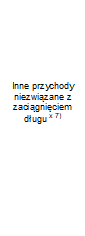 Inne przychody
niezwiązane z
zaciągnięciem
długu x 7)